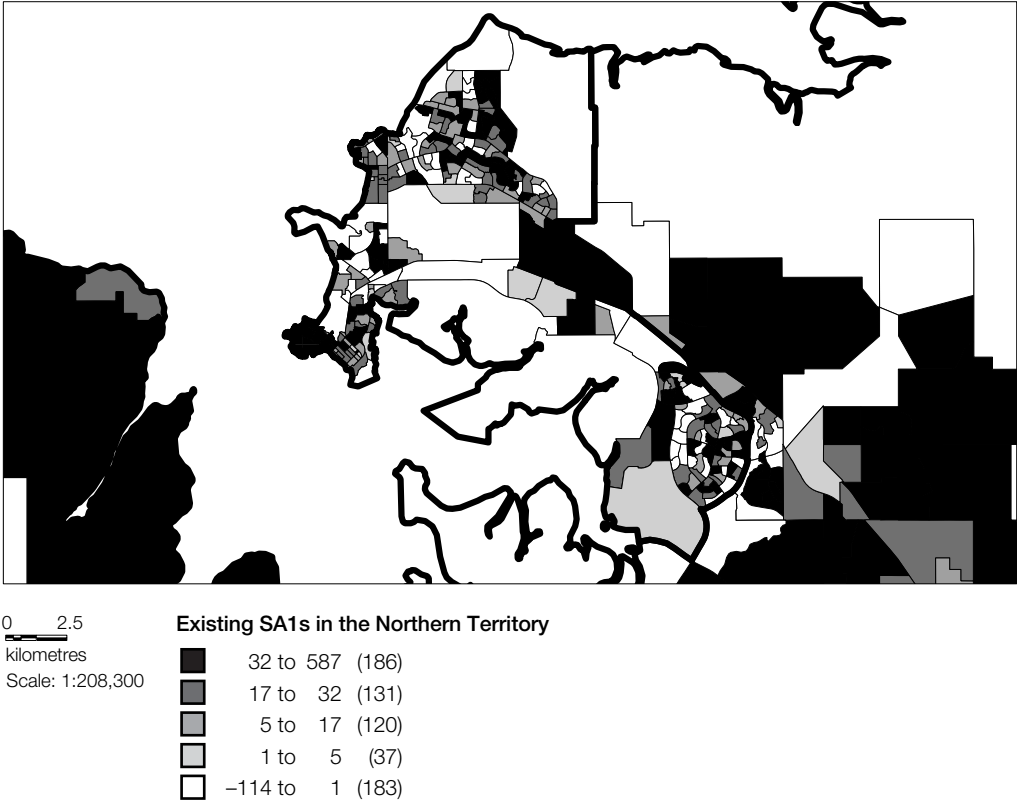 0 2.5
kilometres
Scale: 1:208,300
Existing SA1s in the Northern Territory
32 to 587 (186)
17 to 32 (131)
5 to 17 (120)
1 to 5 (37)
–114 to 1 (183)